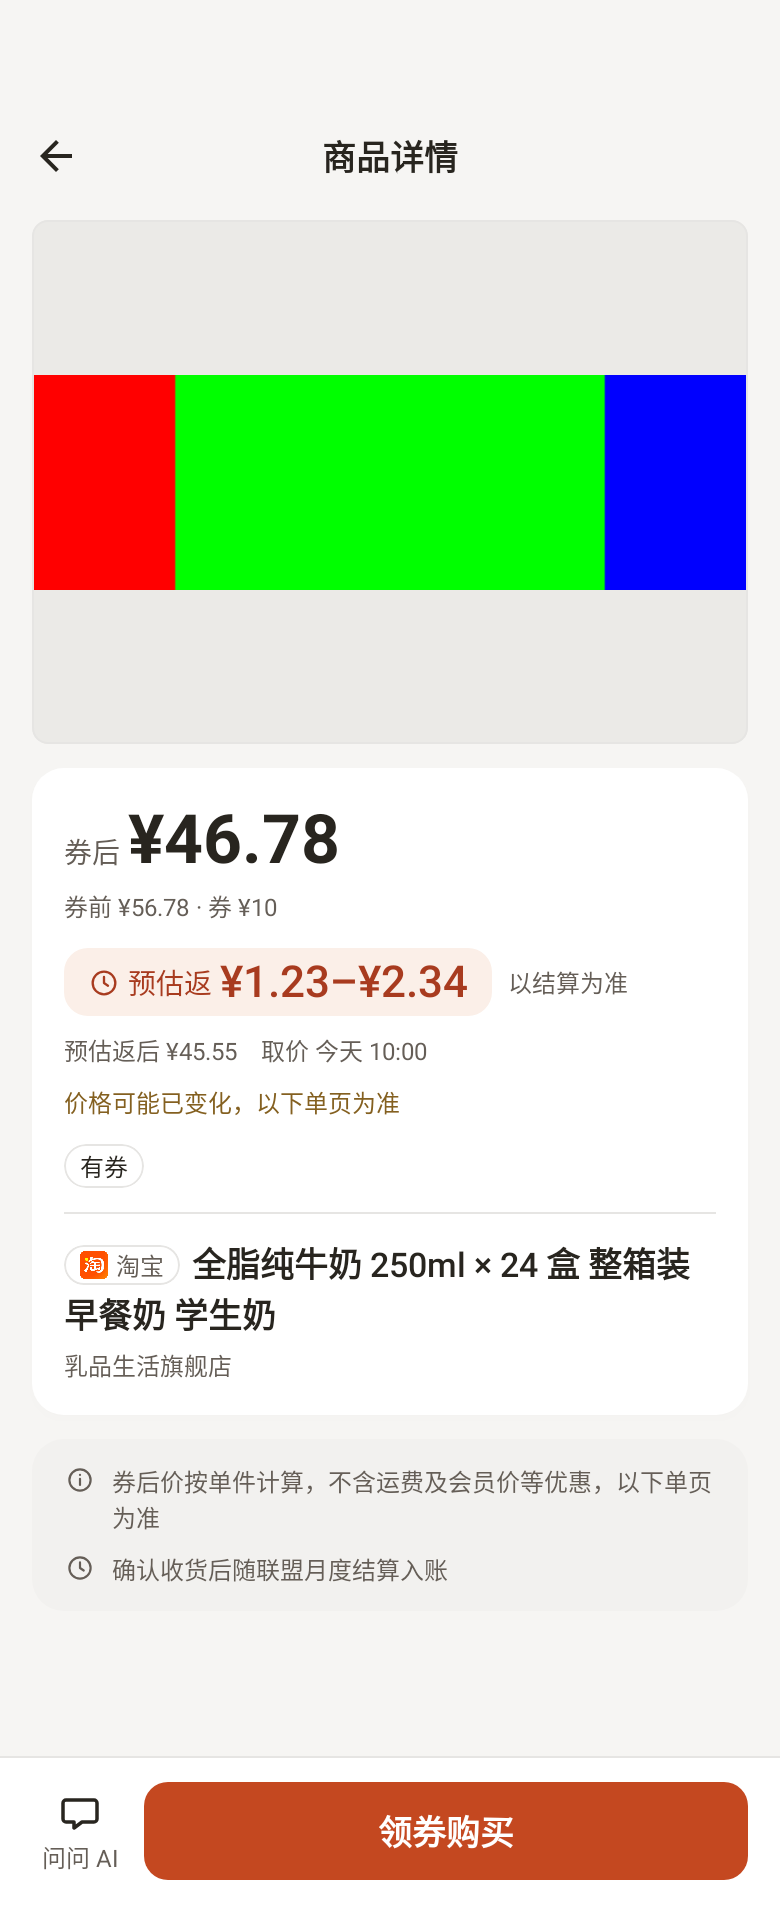 商品详情
券后 ¥46.78
券前 ¥56.78 · 券 ¥10
预估返 ¥1.23–¥2.34 以结算为准
预估返后 ¥45.55 取价 今天 10:00
价格可能已变化，以下单页为准
有券
淘 淘宝 全脂纯牛奶 250ml × 24 盒 整箱装
早餐奶 学生奶
乳品生活旗舰店
券后价按单件计算，不含运费及会员价等优惠，以下单页
为准
确认收货后随联盟月度结算入账
问问 AI
领券购买